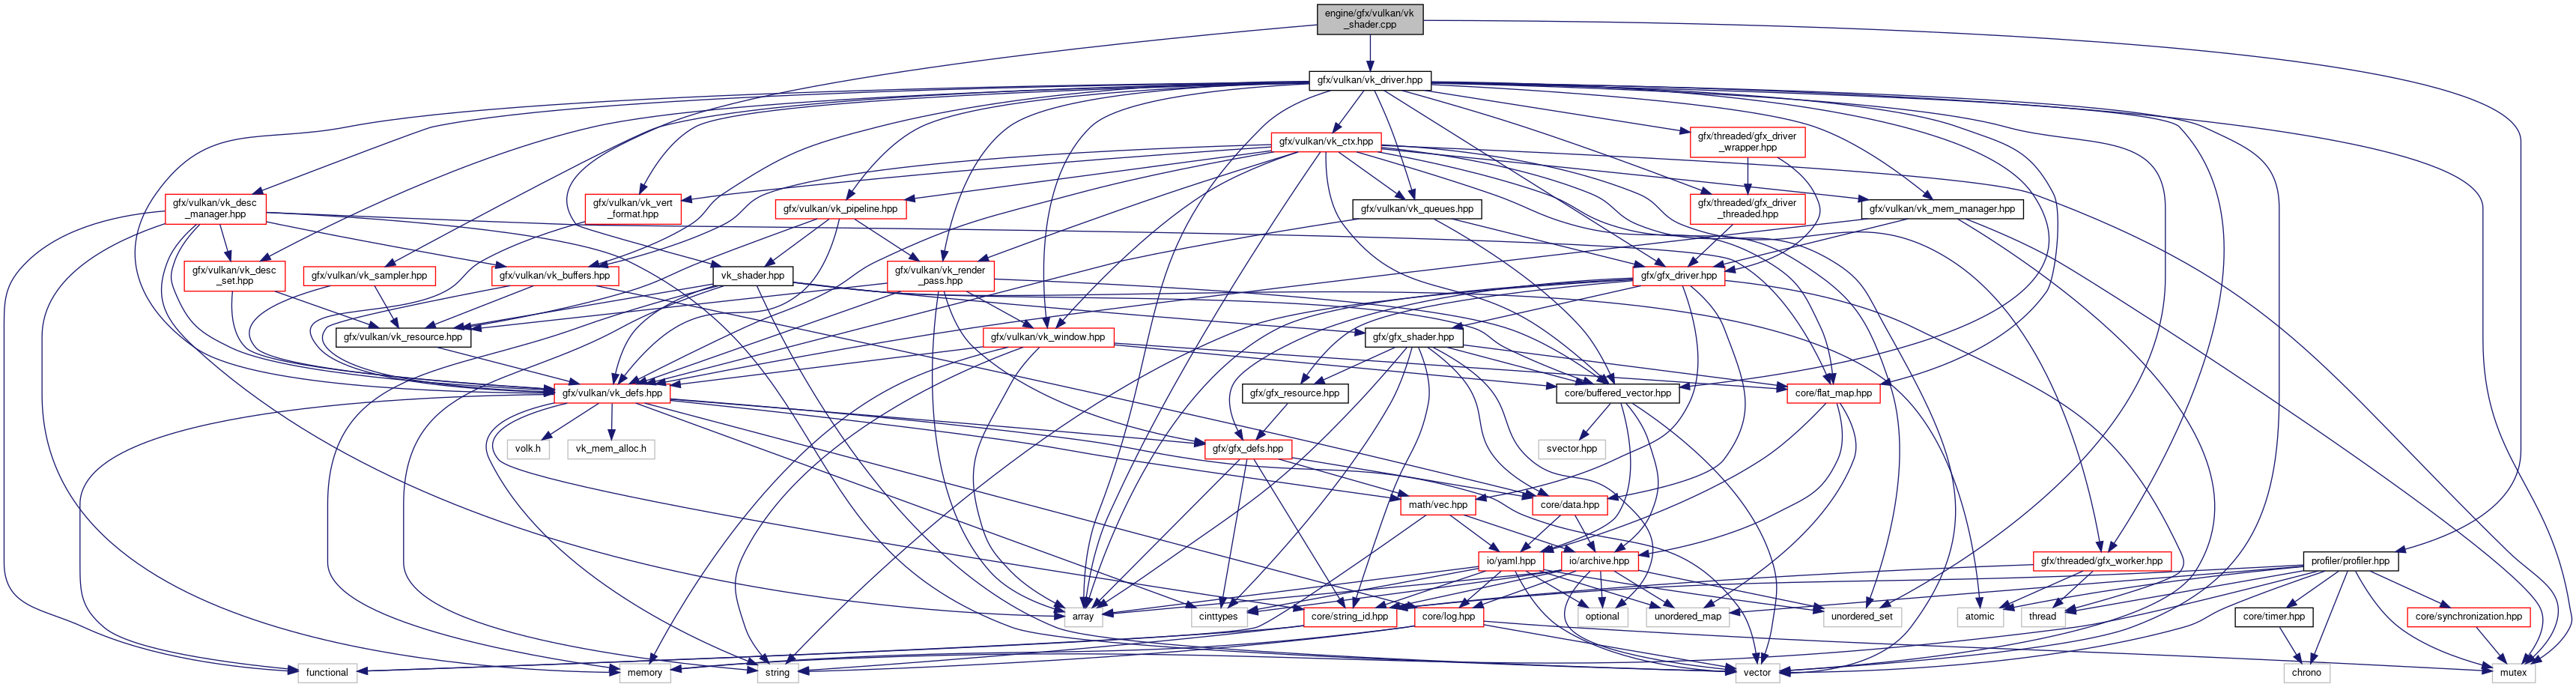 engine/gfx/vulkan/vk
_shader.cpp
gfx/vulkan/vk_driver.hpp
gfx/vulkan/vk_ctx.hpp
gfx/threaded/gfx_driver
_wrapper.hpp
gfx/vulkan/vk_desc
_manager.hpp
gfx/vulkan/vk_vert
_format.hpp
gfx/vulkan/vk_pipeline.hpp
gfx/vulkan/vk_queues.hpp
gfx/threaded/gfx_driver
_threaded.hpp
gfx/vulkan/vk_mem_manager.hpp
gfx/vulkan/vk_desc
_set.hpp
gfx/vulkan/vk_sampler.hpp
gfx/vulkan/vk_buffers.hpp
vk_shader.hpp
gfx/vulkan/vk_render
_pass.hpp
gfx/gfx_driver.hpp
gfx/vulkan/vk_resource.hpp
gfx/vulkan/vk_window.hpp
gfx/gfx_shader.hpp
gfx/vulkan/vk_defs.hpp
gfx/gfx_resource.hpp
core/buffered_vector.hpp
core/flat_map.hpp
volk.h
vk_mem_alloc.h
gfx/gfx_defs.hpp
svector.hpp
math/vec.hpp
core/data.hpp
io/yaml.hpp
io/archive.hpp
gfx/threaded/gfx_worker.hpp
profiler/profiler.hpp
array
cinttypes
core/string_id.hpp
core/log.hpp
optional
unordered_map
unordered_set
atomic
thread
core/timer.hpp
core/synchronization.hpp
functional
memory
string
vector
chrono
mutex